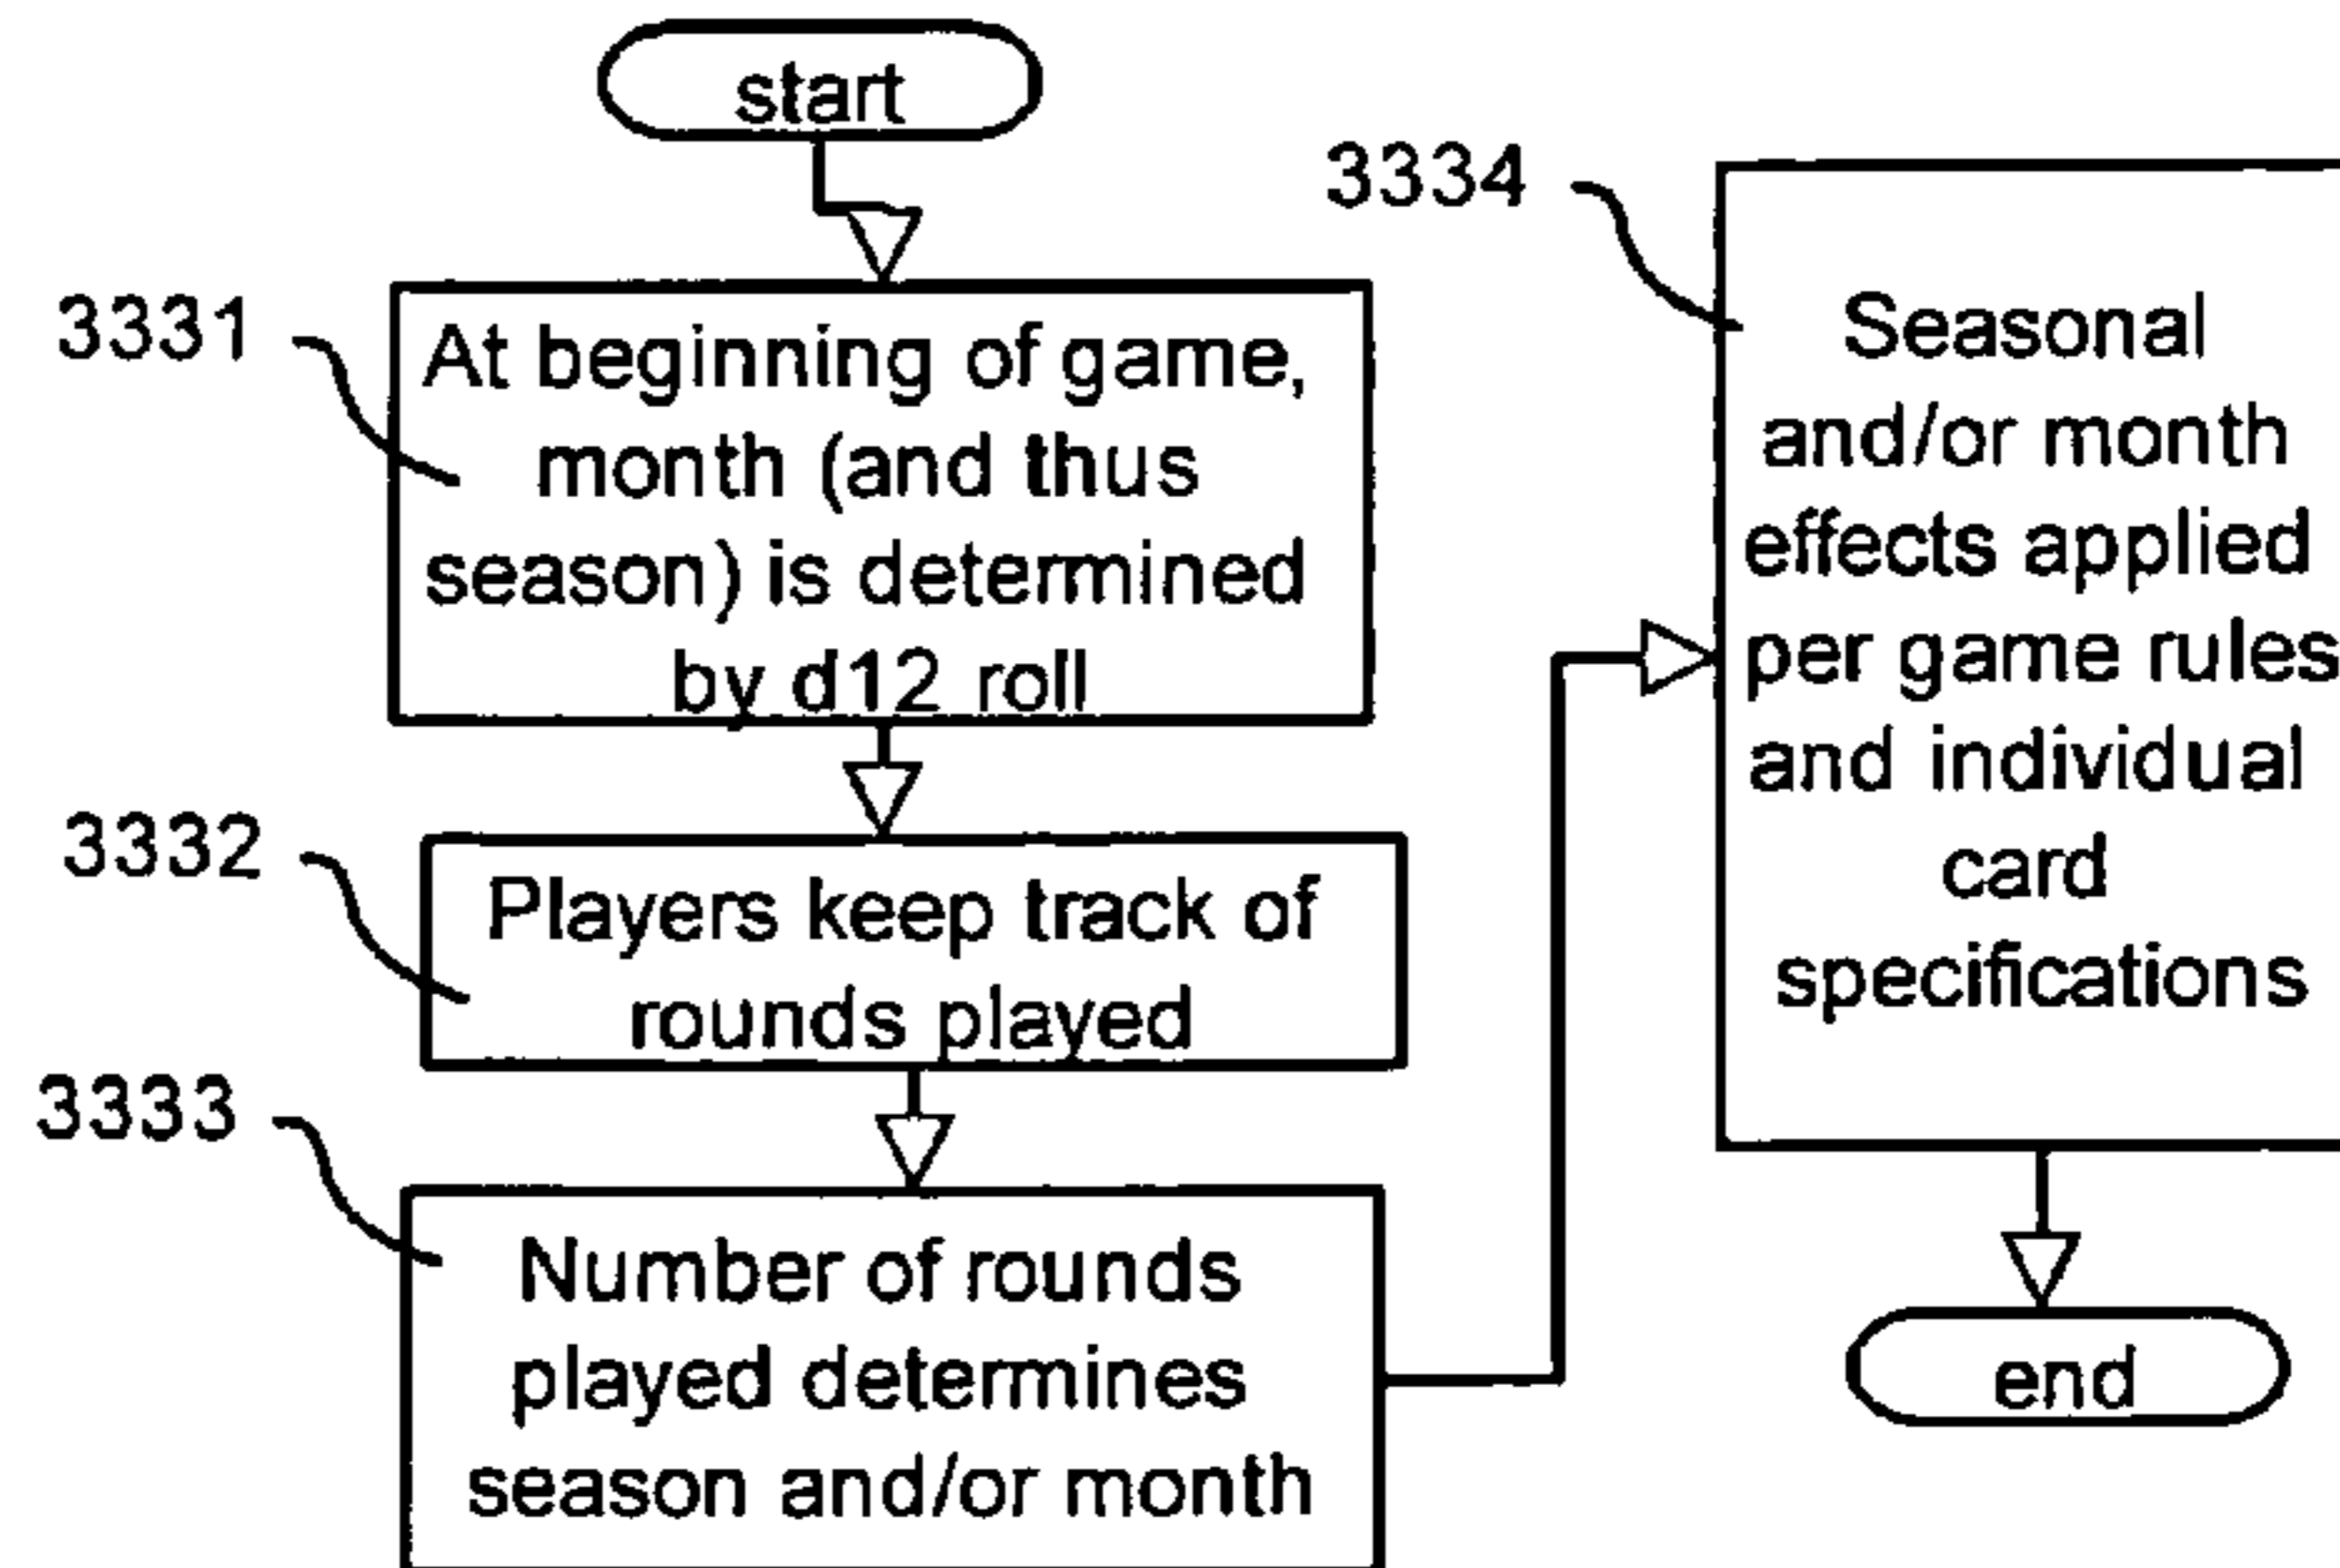 start
3331
At beginning of game,
month (and thus
season) is determined
by d12 roll
3332
Players keep track of
rounds played
3333
Number of rounds
played determines
season and/or month
3334
Seasonal
and/or month
effects applied
per game rules
and individual
card
specifications
end